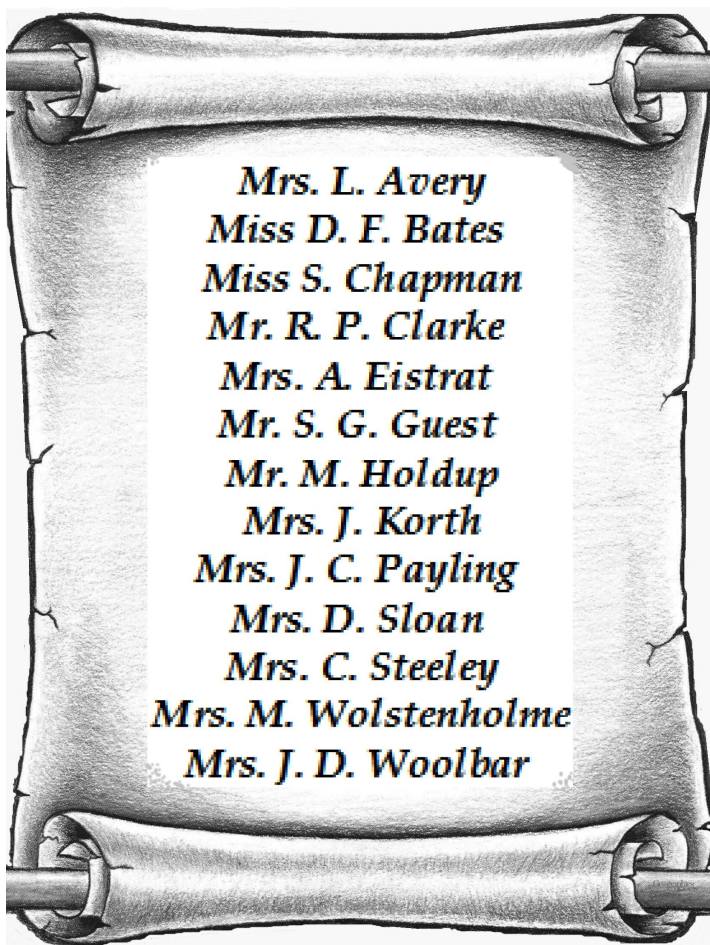 Mrs. L. Avery
Miss D. F. Bates
Miss S. Chapman
Mr. R. P. Clarke
Mrs. A. Eistrat
Mr. S. G. Guest
Mr. M. Holdup
Mrs. J. Korth
Mrs. J. C. Payling
Mrs. D. Sloan
Mrs. C. Steeley
Mrs. M. Wolstenholme
Mrs. J. D. Woolbar